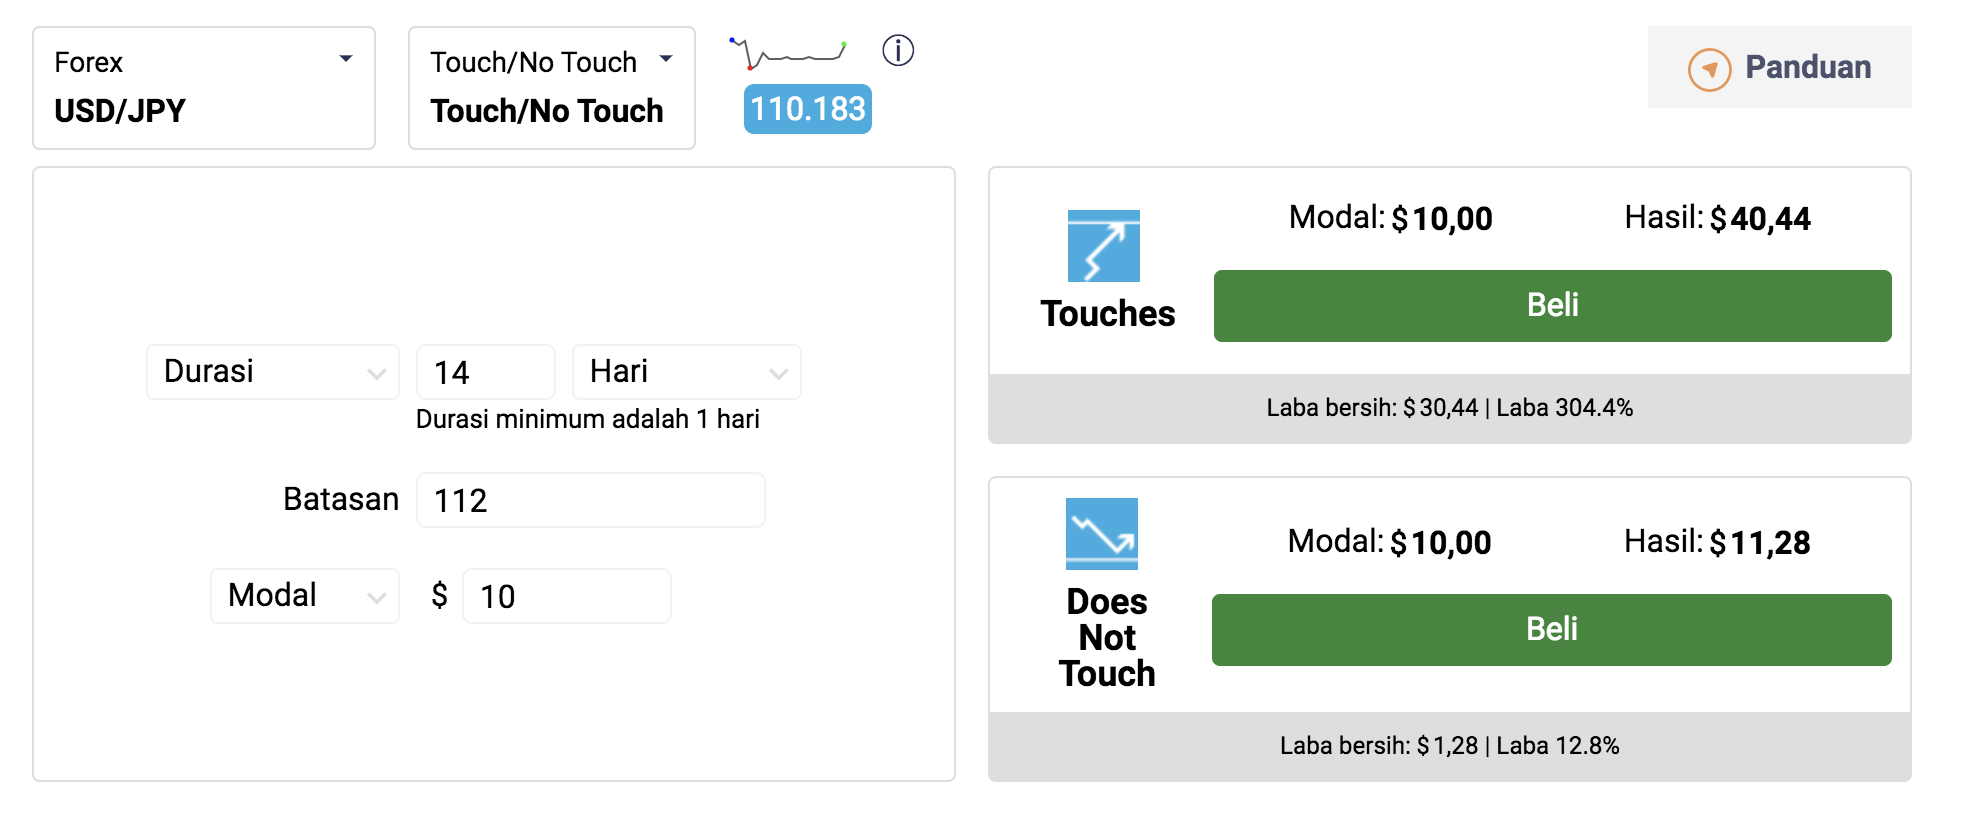 Forex
USD/JPY
Touch/No Touch
Touch/No Touch
110.183
Panduan
Durasi 14 Hari
Durasi minimum adalah 1 hari
Batasan 112
Modal $ 10
Modal: $10,00 Hasil: $40,44
Touches
Beli
Laba bersih: $30,44 | Laba 304.4%
Modal: $10,00 Hasil: $11,28
Does
Not
Touch
Beli
Laba bersih: $1,28 | Laba 12.8%